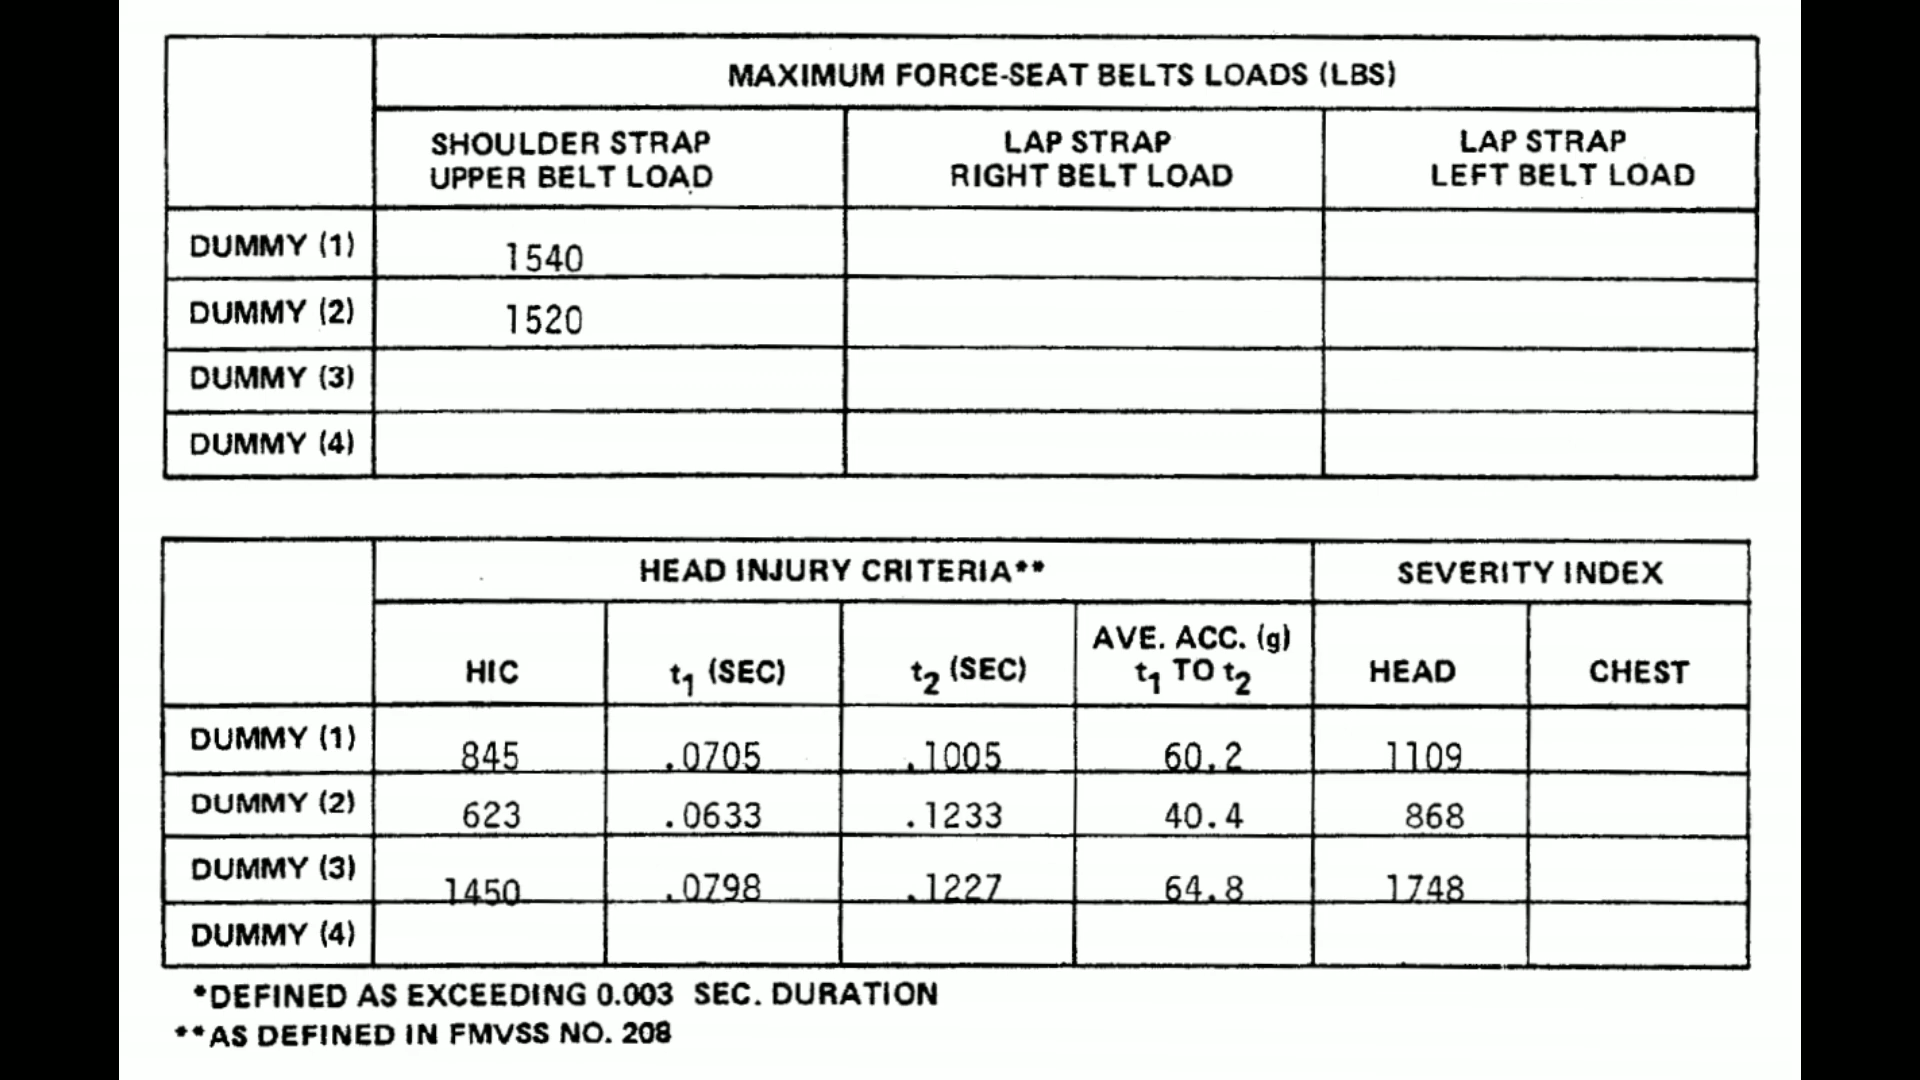 MAXIMUM FORCE-SEAT BELTS LOADS (LBS)
SHOULDER STRAP
UPPER BELT LOAD
LAP STRAP
RIGHT BELT LOAD
LAP STRAP
LEFT BELT LOAD
DUMMY (1) 1540
DUMMY (2) 1520
DUMMY (3)
DUMMY (4)
HEAD INJURY CRITERIA** SEVERITY INDEX
HIC t1 (SEC) t2 (SEC)
AVE. ACC. (g)
t1 TO t2
HEAD CHEST
DUMMY (1) 845 .0705 .1005 60.2 1109
DUMMY (2) 623 .0633 .1233 40.4 868
DUMMY (3) 1450 .0798 .1227 64.8 1748
DUMMY (4)
*DEFINED AS EXCEEDING 0.003 SEC. DURATION
**AS DEFINED IN FMVSS NO. 208